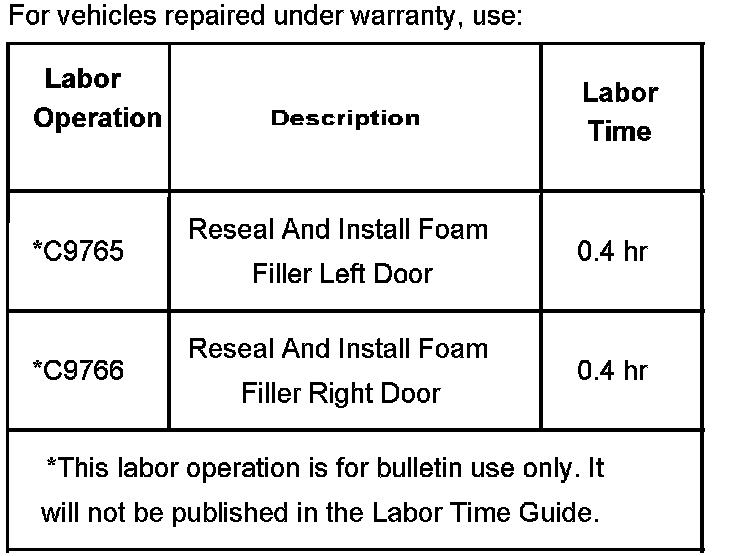 For vehicles repaired under warranty, use:
Labor
Operation
Description
Labor
Time
*C9765
Reseal And Install Foam
Filler Left Door
0.4 hr
*C9766
Reseal And Install Foam
Filler Right Door
0.4 hr
*This labor operation is for bulletin use only. It
will not be published in the Labor Time Guide.